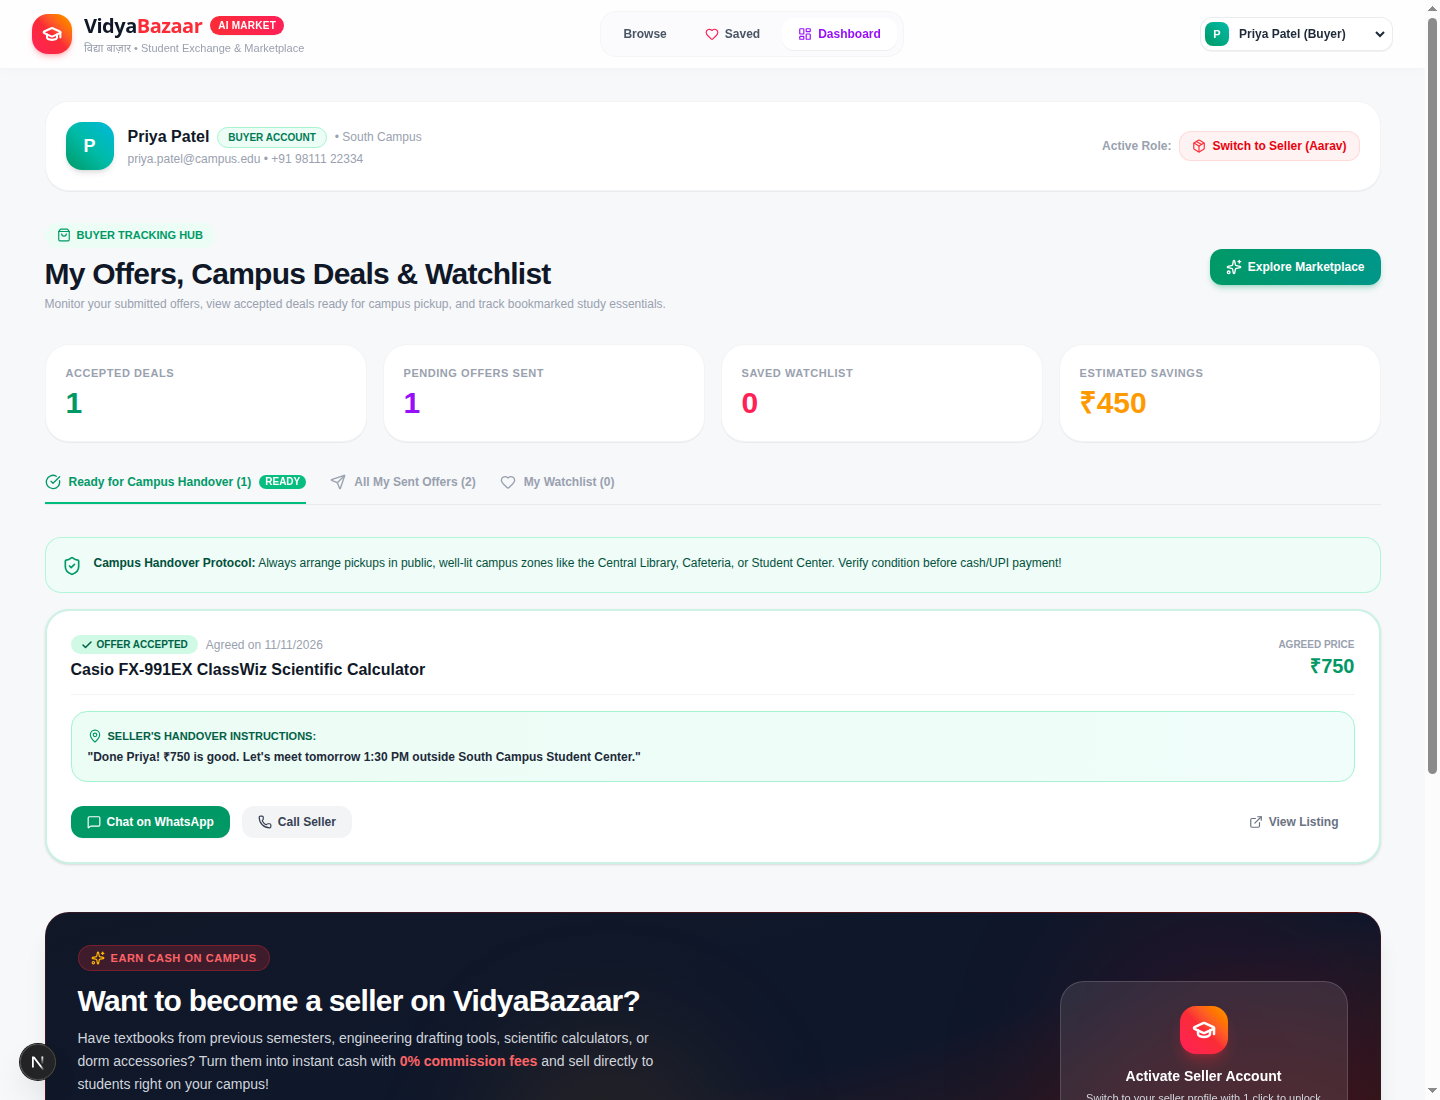 VidyaBazaar AI MARKET
विद्या बाज़ार • Student Exchange & Marketplace
Browse
Saved
Dashboard
P
Priya Patel (Buyer)
P
Priya Patel BUYER ACCOUNT • South Campus
priya.patel@campus.edu • +91 98111 22334
Active Role: Switch to Seller (Aarav)
BUYER TRACKING HUB
My Offers, Campus Deals & Watchlist
Monitor your submitted offers, view accepted deals ready for campus pickup, and track bookmarked study essentials.
Explore Marketplace
ACCEPTED DEALS
1
PENDING OFFERS SENT
1
SAVED WATCHLIST
0
ESTIMATED SAVINGS
₹450
Ready for Campus Handover (1) READY
All My Sent Offers (2)
My Watchlist (0)
Campus Handover Protocol: Always arrange pickups in public, well-lit campus zones like the Central Library, Cafeteria, or Student Center. Verify condition before cash/UPI payment!
OFFER ACCEPTED Agreed on 11/11/2026
Casio FX-991EX ClassWiz Scientific Calculator
AGREED PRICE
₹750
SELLER'S HANDOVER INSTRUCTIONS:
"Done Priya! ₹750 is good. Let's meet tomorrow 1:30 PM outside South Campus Student Center."
Chat on WhatsApp
Call Seller
View Listing
EARN CASH ON CAMPUS
Want to become a seller on VidyaBazaar?
Have textbooks from previous semesters, engineering drafting tools, scientific calculators, or
dorm accessories? Turn them into instant cash with 0% commission fees and sell directly to
students right on your campus!
Activate Seller Account
Switch to your seller profile with 1 click to unlock
N